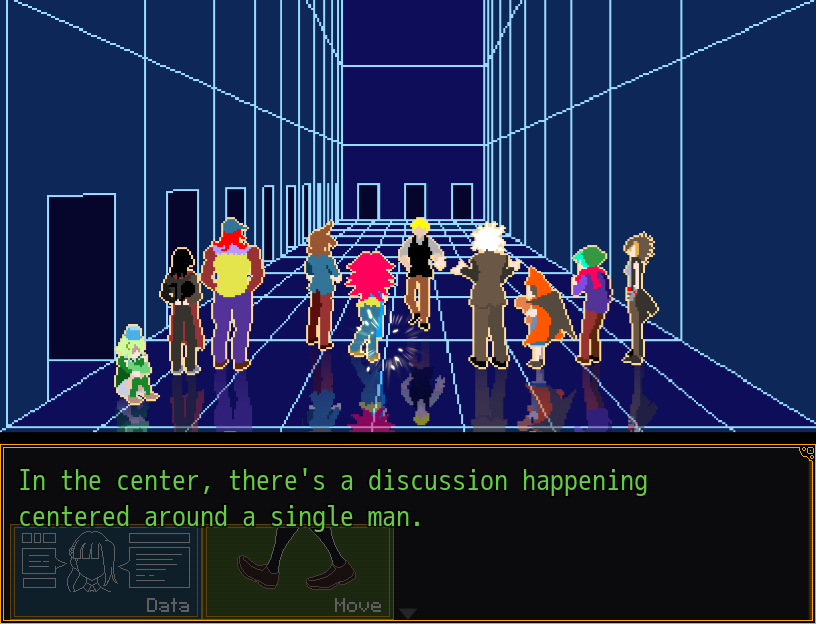 In the center, there's a discussion happening
centered around a single man.
Data
Move